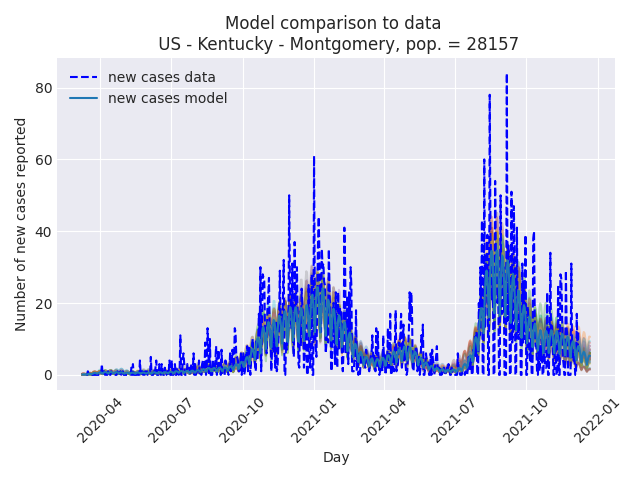 Model comparison to data
US - Kentucky - Montgomery, pop. = 28157
new cases data
new cases model
Number of new cases reported
80
60
40
20
0
2020-04
2020-07
2020-10
2021-01
2021-04
2021-07
2021-10
2022-01
Day